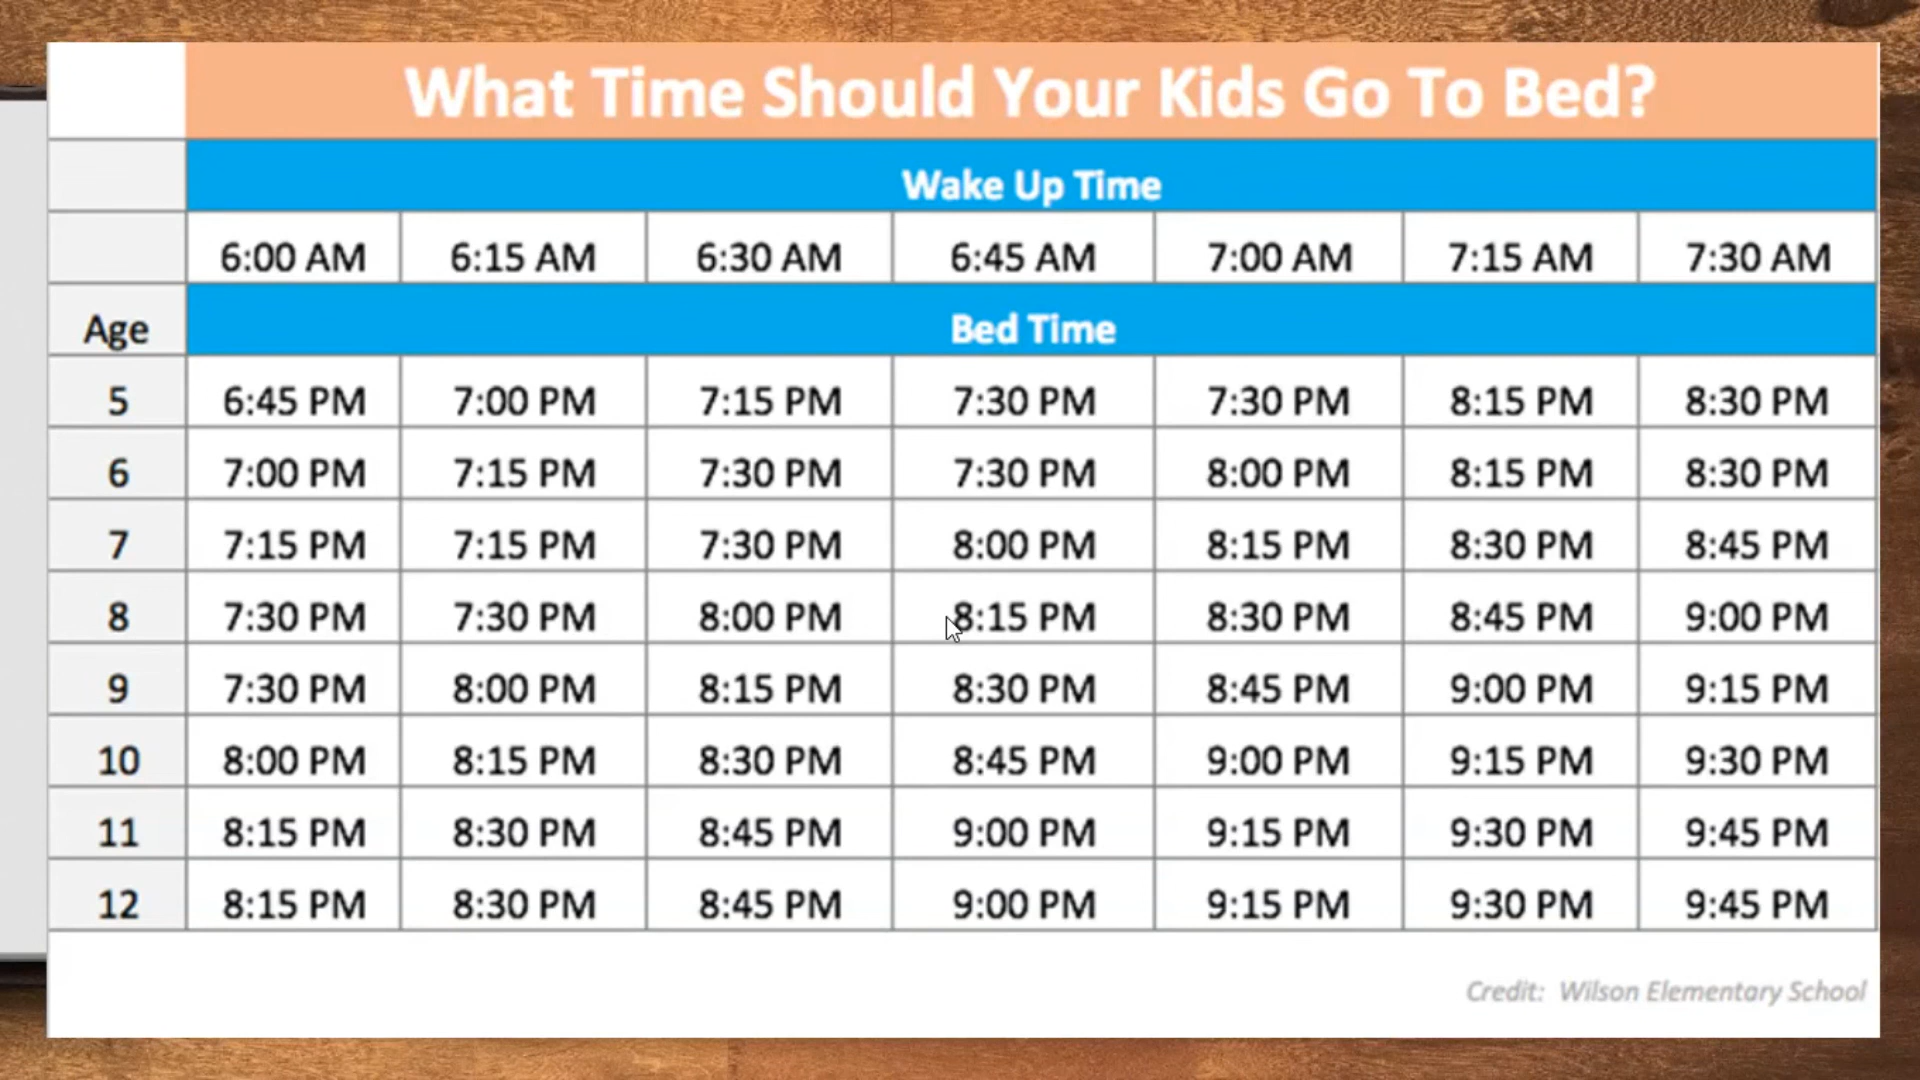 What Time Should Your Kids Go To Bed?
Wake Up Time
6:00 AM 6:15 AM 6:30 AM 6:45 AM 7:00 AM 7:15 AM 7:30 AM
Age Bed Time
5 6:45 PM 7:00 PM 7:15 PM 7:30 PM 7:30 PM 8:15 PM 8:30 PM
6 7:00 PM 7:15 PM 7:30 PM 7:30 PM 8:00 PM 8:15 PM 8:30 PM
7 7:15 PM 7:15 PM 7:30 PM 8:00 PM 8:15 PM 8:30 PM 8:45 PM
8 7:30 PM 7:30 PM 8:00 PM 8:15 PM 8:30 PM 8:45 PM 9:00 PM
9 7:30 PM 8:00 PM 8:15 PM 8:30 PM 8:45 PM 9:00 PM 9:15 PM
10 8:00 PM 8:15 PM 8:30 PM 8:45 PM 9:00 PM 9:15 PM 9:30 PM
11 8:15 PM 8:30 PM 8:45 PM 9:00 PM 9:15 PM 9:30 PM 9:45 PM
12 8:15 PM 8:30 PM 8:45 PM 9:00 PM 9:15 PM 9:30 PM 9:45 PM
Credit: Wilson Elementary School